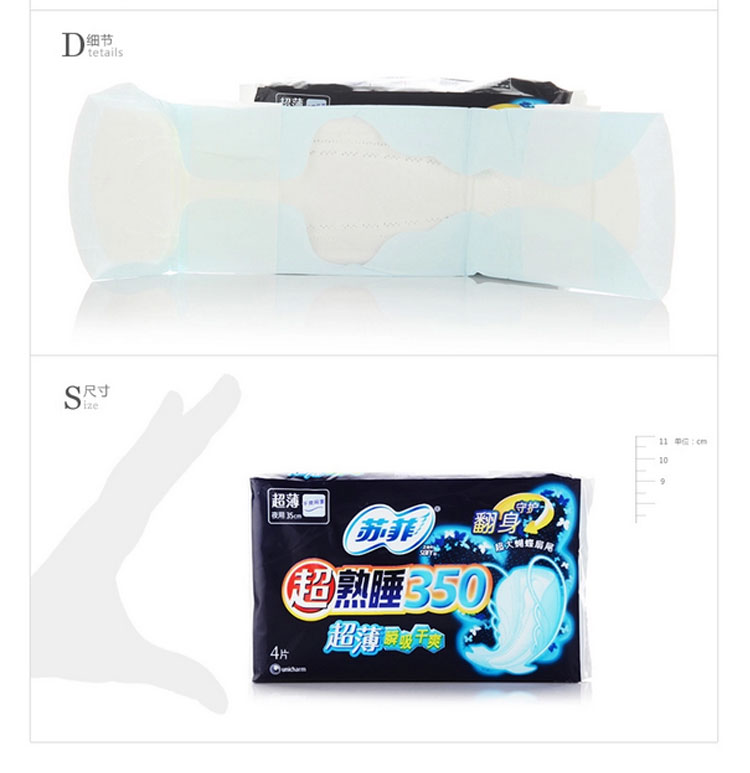 D细节
tetails
超薄
S尺寸
ize
11 单位：cm
10
9
超薄
夜用 35cm
苏菲®
SOFY
翻身守护
超大蝴蝶扇尾
超熟睡350
超薄瞬吸干爽
4片
unicharm